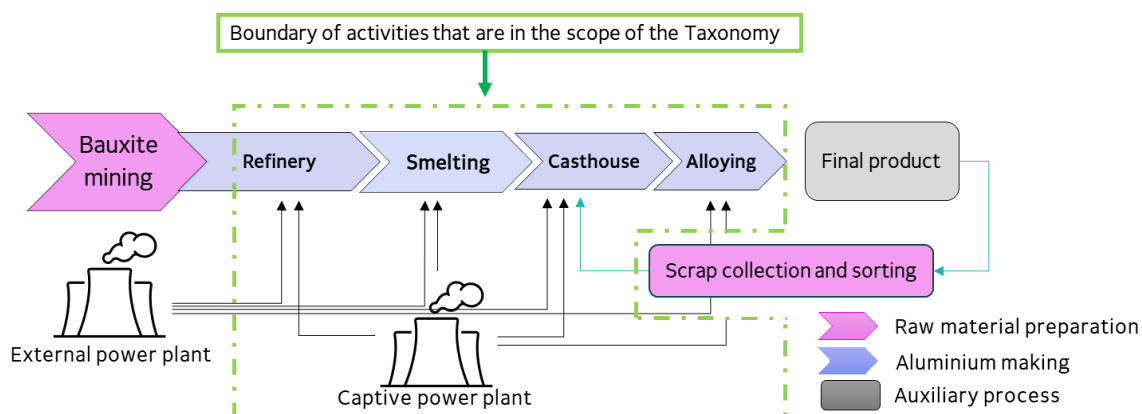 Boundary of activities that are in the scope of the Taxonomy
Bauxite
mining
Refinery
Smelting
Casthouse
Alloying
Final product
Scrap collection and sorting
External power plant
Captive power plant
Raw material preparation
Aluminium making
Auxiliary process